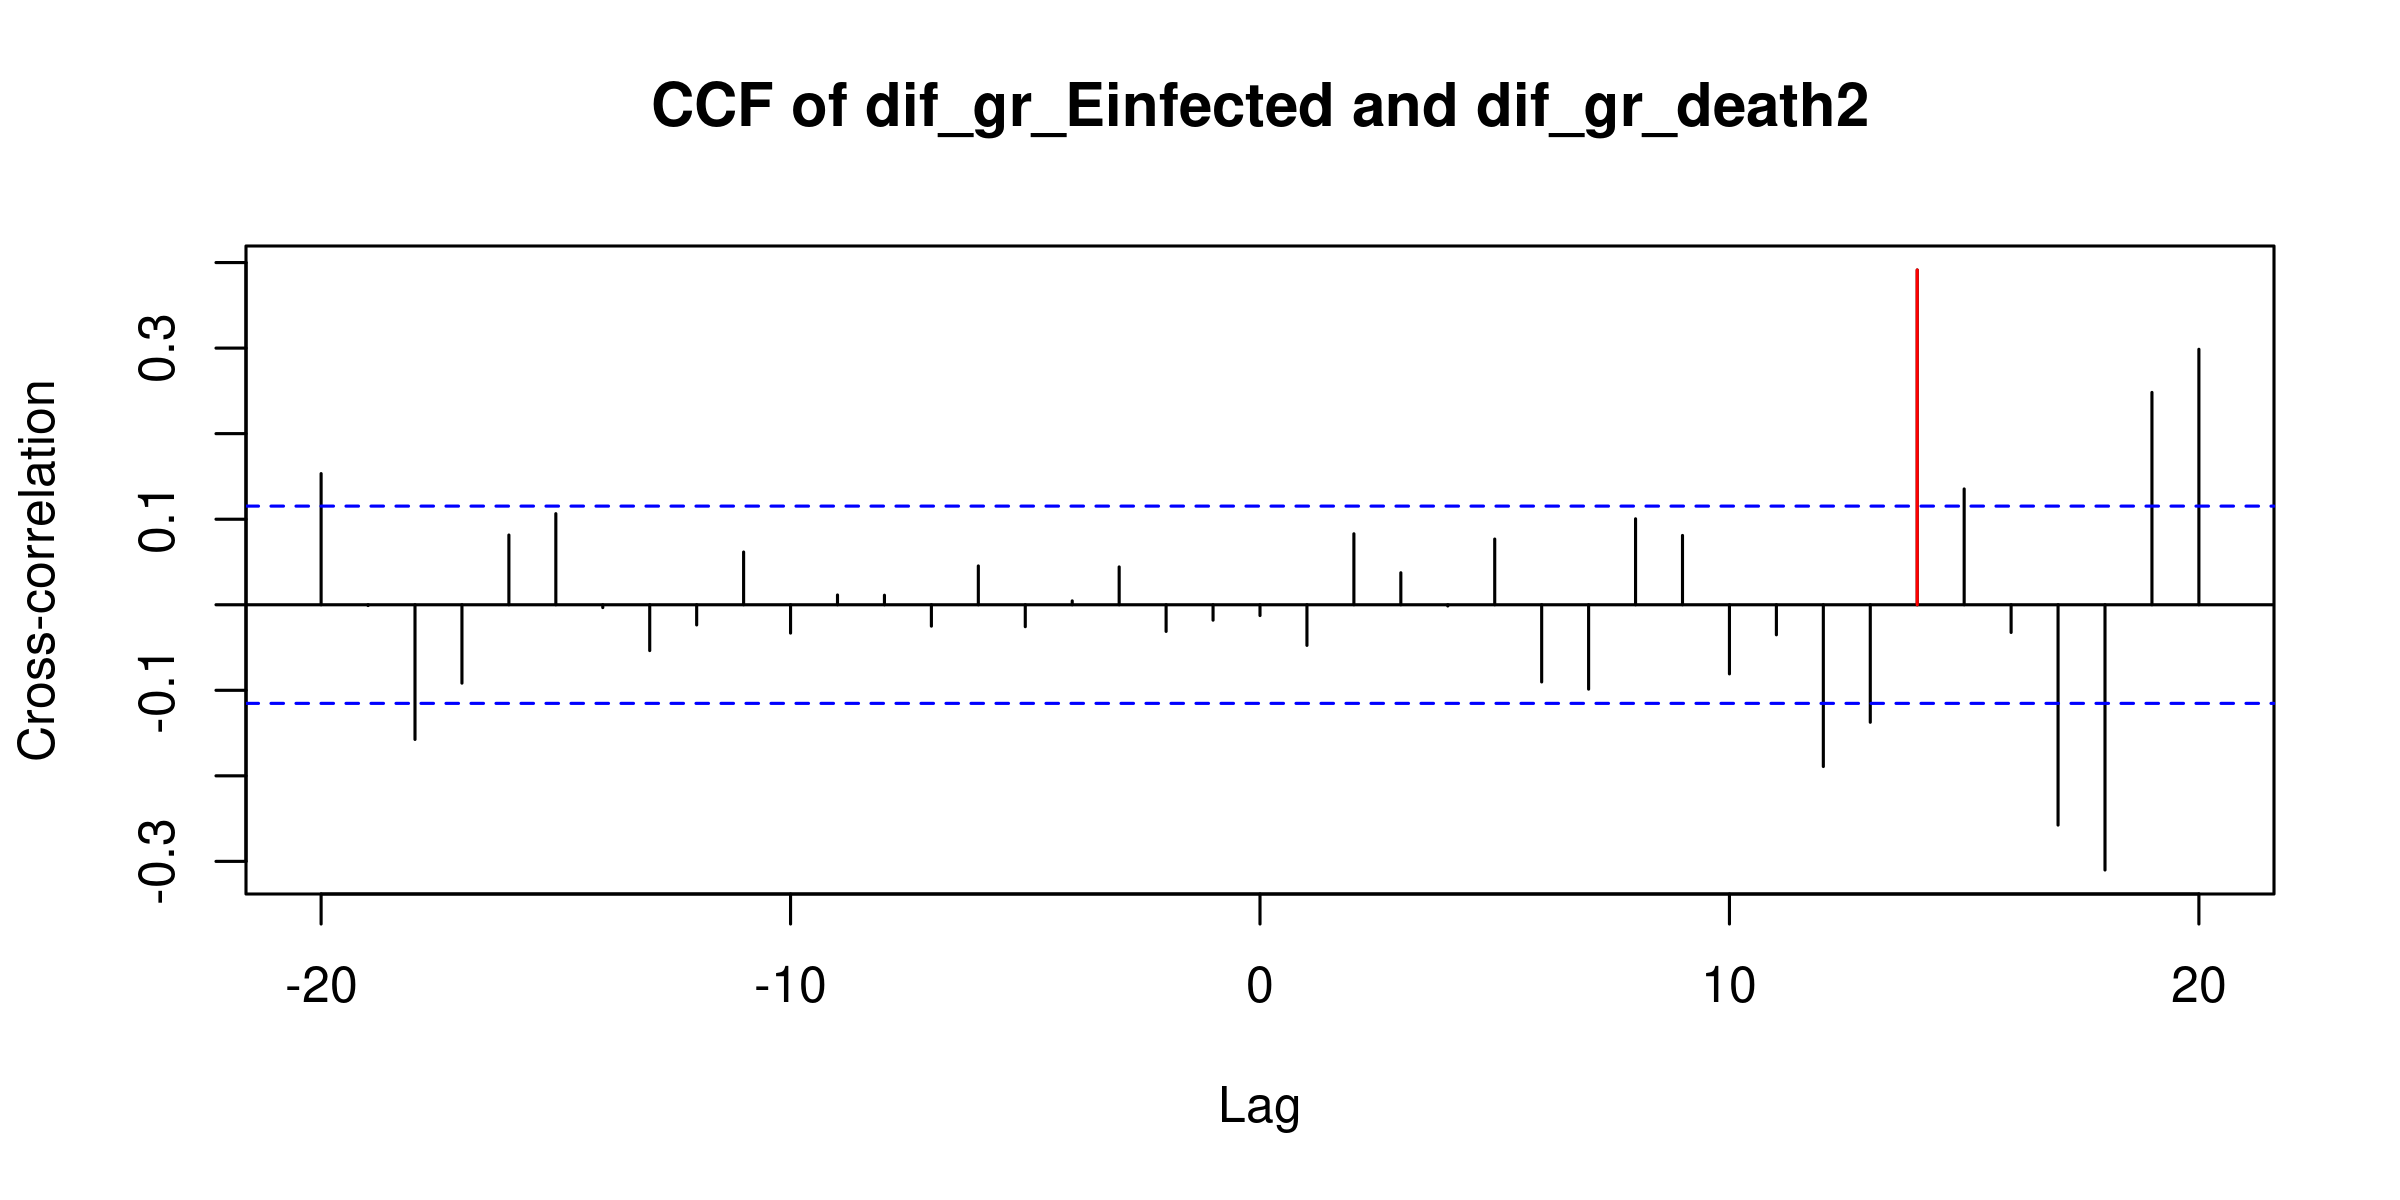 CCF of dif_gr_Einfected and dif_gr_death2
Cross-correlation
0.3
0.1
-0.1
-0.3
-20 -10 0 10 20
Lag